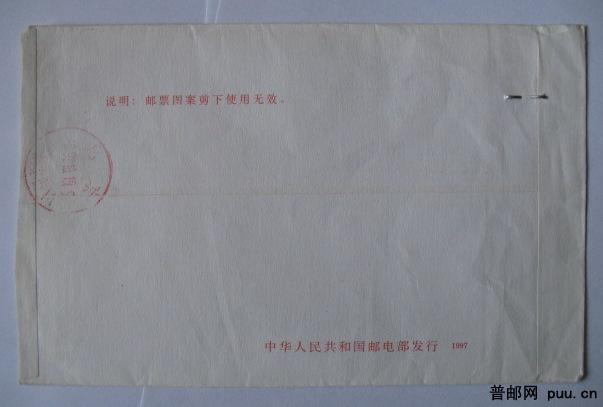 说明：邮票图案剪下使用无效。
中华人民共和国邮电部发行 1997
普邮网 puu.cn